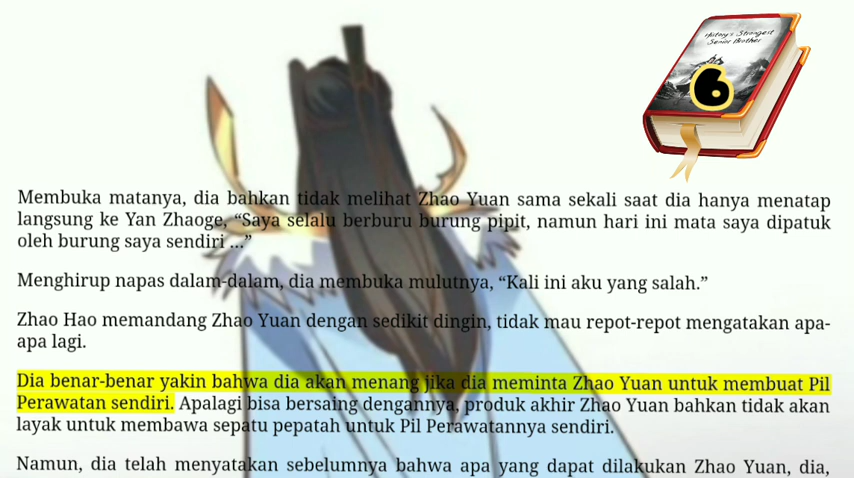 History's Strongest
Senior Brother
6
Membuka matanya, dia bahkan tidak melihat Zhao Yuan sama sekali saat dia hanya menatap
langsung ke Yan Zhaoge, “Saya selalu berburu burung pipit, namun hari ini mata saya dipatuk
oleh burung saya sendiri ...”
Menghirup napas dalam-dalam, dia membuka mulutnya, “Kali ini aku yang salah.”
Zhao Hao memandang Zhao Yuan dengan sedikit dingin, tidak mau repot-repot mengatakan apa-
apa lagi.
Dia benar-benar yakin bahwa dia akan menang jika dia meminta Zhao Yuan untuk membuat Pil
Perawatan sendiri. Apalagi bisa bersaing dengannya, produk akhir Zhao Yuan bahkan tidak akan
layak untuk membawa sepatu pepatah untuk Pil Perawatannya sendiri.
Namun, dia telah menyatakan sebelumnya bahwa apa yang dapat dilakukan Zhao Yuan, dia,